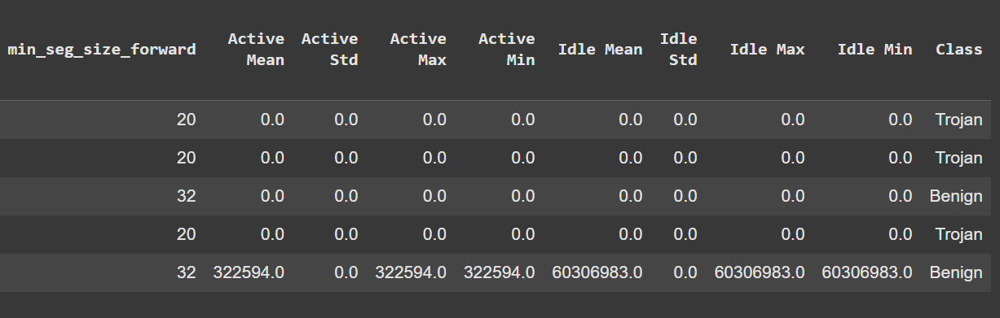 min_seg_size_forward Active Mean Active Std Active Max Active Min Idle Mean Idle Std Idle Max Idle Min Class
20 0.0 0.0 0.0 0.0 0.0 0.0 0.0 0.0 Trojan
20 0.0 0.0 0.0 0.0 0.0 0.0 0.0 0.0 Trojan
32 0.0 0.0 0.0 0.0 0.0 0.0 0.0 0.0 Benign
20 0.0 0.0 0.0 0.0 0.0 0.0 0.0 0.0 Trojan
32 322594.0 0.0 322594.0 322594.0 60306983.0 0.0 60306983.0 60306983.0 Benign